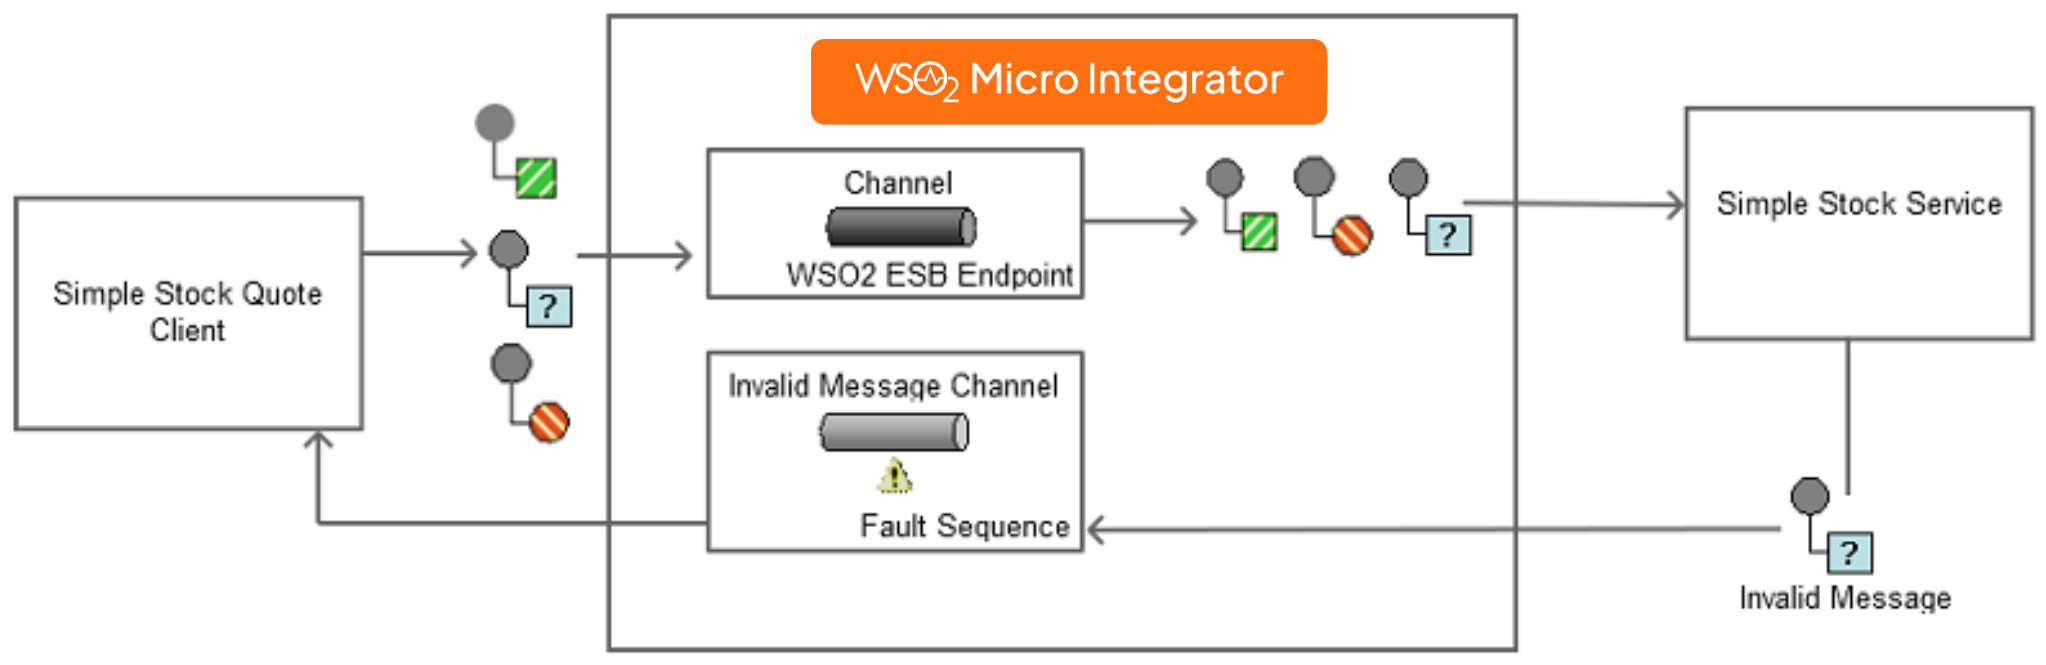 WSO2 Micro Integrator
Channel
WSO2 ESB Endpoint
Simple Stock Quote
Client
?
?
Simple Stock Service
Invalid Message Channel
!
Fault Sequence
?
Invalid Message